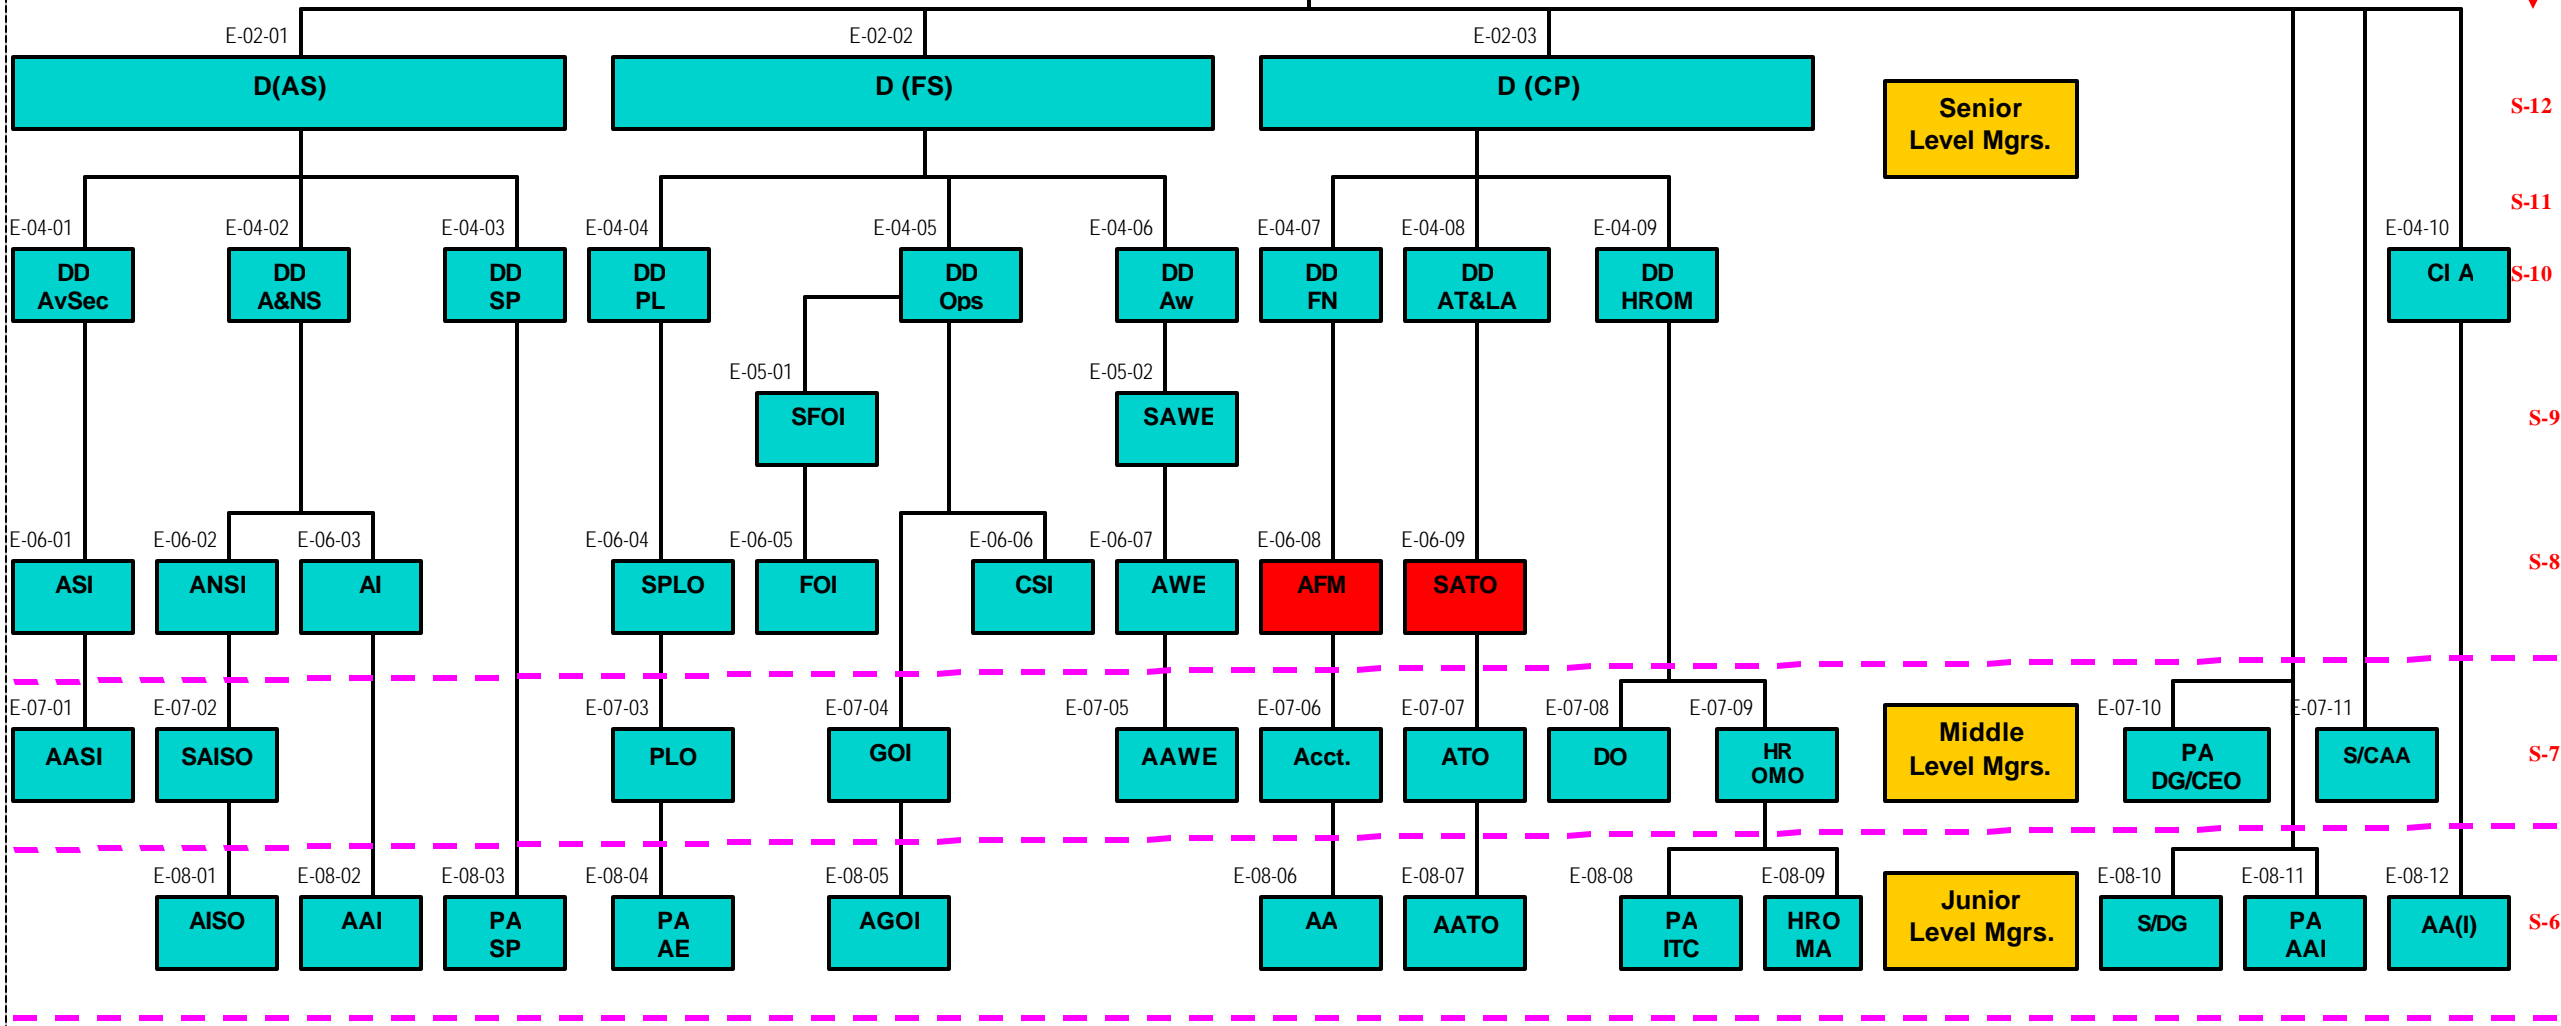 E-02-01
E-02-02
E-02-03
D(AS)
D (FS)
D (CP)
Senior
Level Mgrs.
S-12
S-11
E-04-01
E-04-02
E-04-03
E-04-04
E-04-05
E-04-06
E-04-07
E-04-08
E-04-09
E-04-10
DD
AvSec
DD
A&NS
DD
SP
DD
PL
DD
Ops
DD
Aw
DD
FN
DD
AT&LA
DD
HROM
CI A
S-10
E-05-01
E-05-02
SFOI
SAWE
S-9
E-06-01
E-06-02
E-06-03
E-06-04
E-06-05
E-06-06
E-06-07
E-06-08
E-06-09
ASI
ANSI
AI
SPLO
FOI
CSI
AWE
AFM
SATO
S-8
E-07-01
E-07-02
E-07-03
E-07-04
E-07-05
E-07-06
E-07-07
E-07-08
E-07-09
E-07-10
E-07-11
AASI
SAISO
PLO
GOI
AAWE
Acct.
ATO
DO
HR
OMO
Middle
Level Mgrs.
PA
DG/CEO
S/CAA
S-7
E-08-01
E-08-02
E-08-03
E-08-04
E-08-05
E-08-06
E-08-07
E-08-08
E-08-09
E-08-10
E-08-11
E-08-12
AISO
AAI
PA
SP
PA
AE
AGOI
AA
AATO
PA
ITC
HRO
MA
Junior
Level Mgrs.
S/DG
PA
AAI
AA(I)
S-6